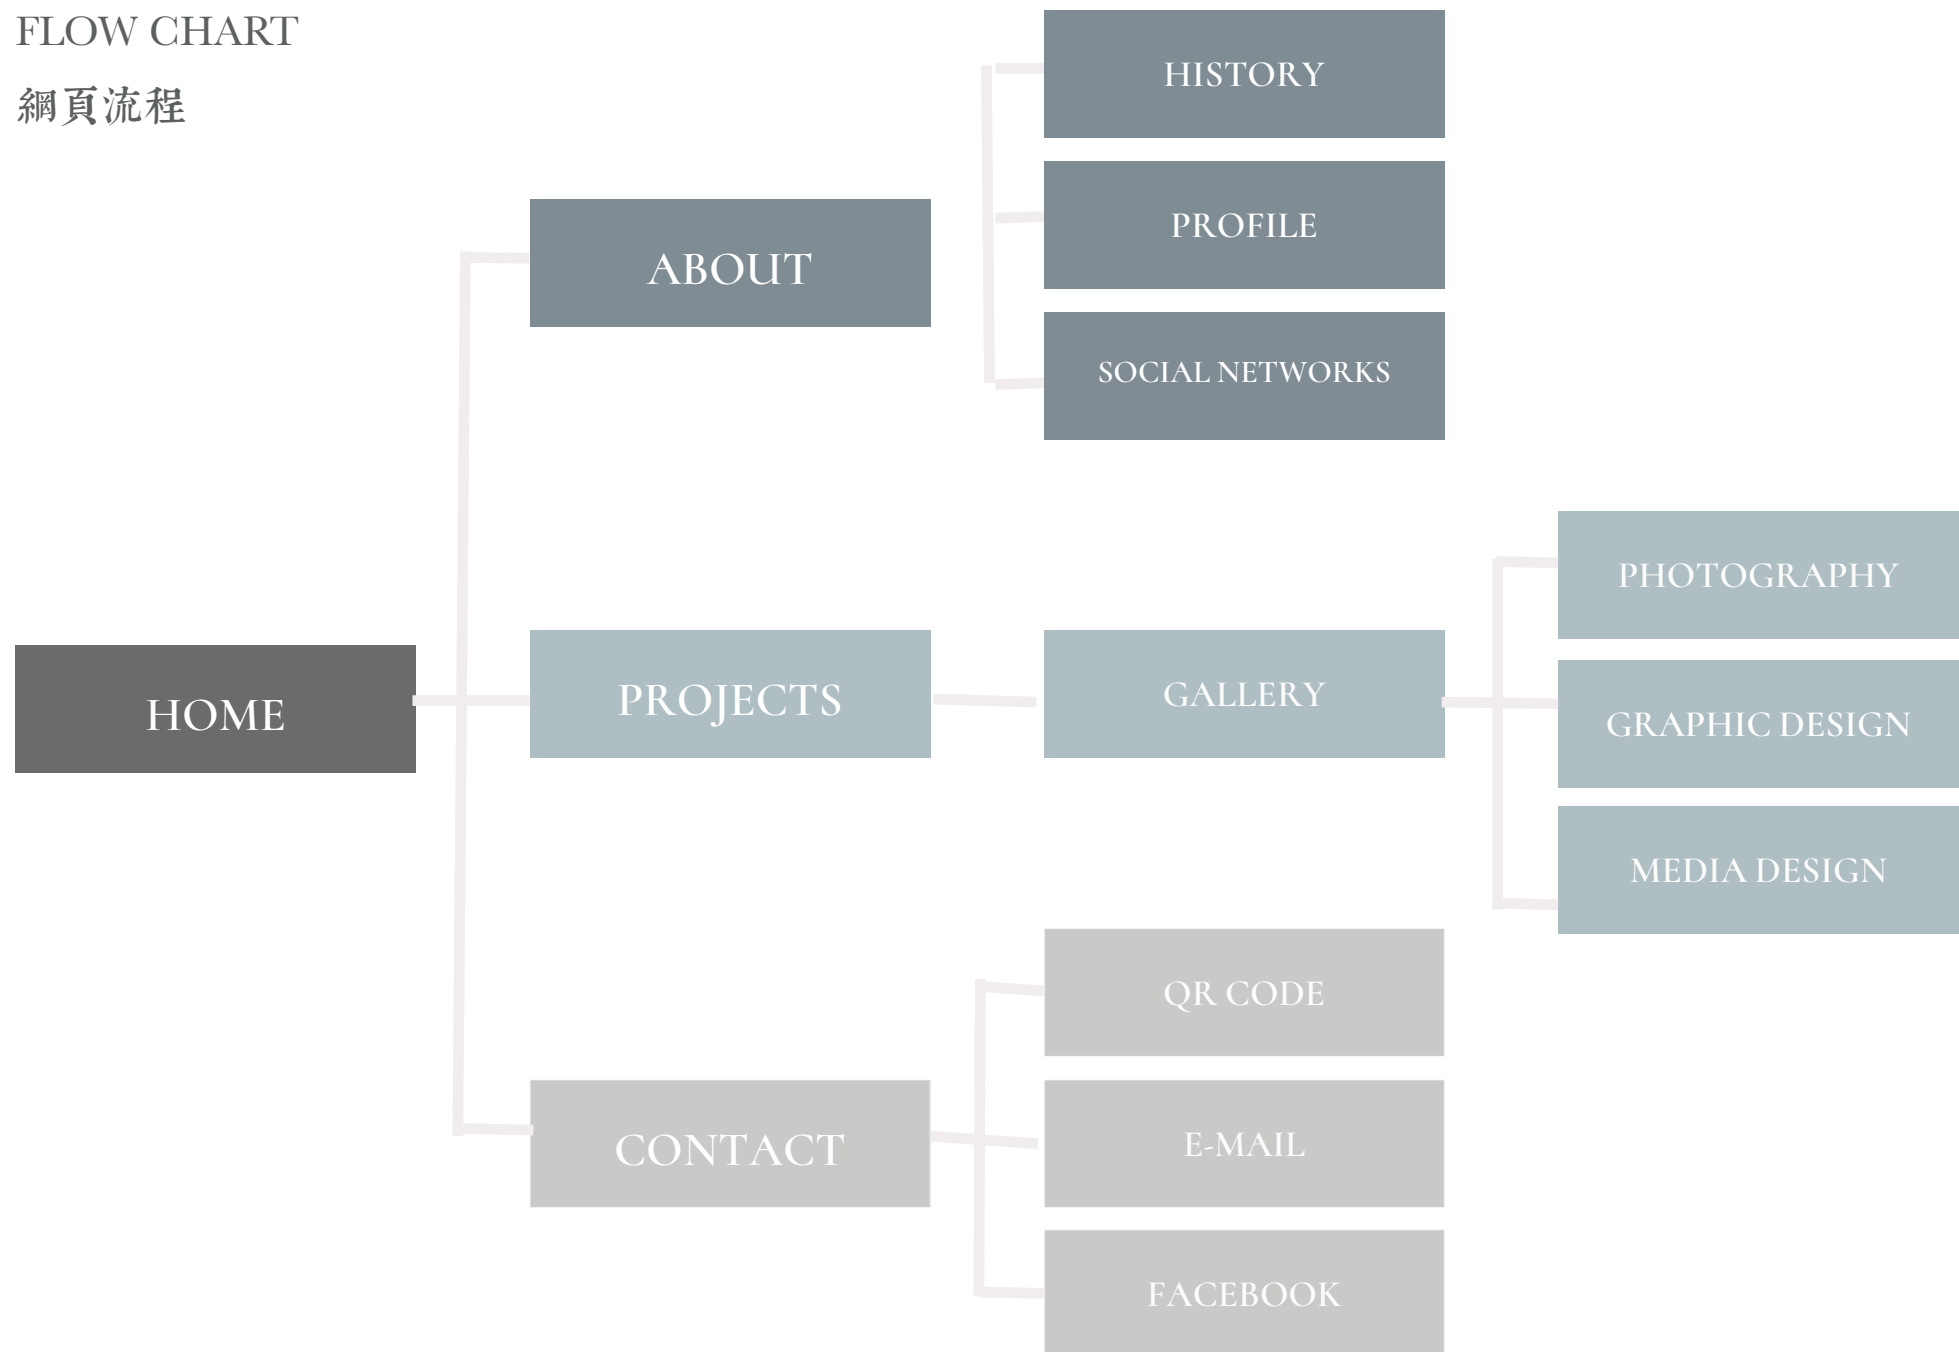 FLOW CHART
網頁流程
HOME
ABOUT
HISTORY
PROFILE
SOCIAL NETWORKS
PROJECTS
GALLERY
PHOTOGRAPHY
GRAPHIC DESIGN
MEDIA DESIGN
CONTACT
QR CODE
E-MAIL
FACEBOOK